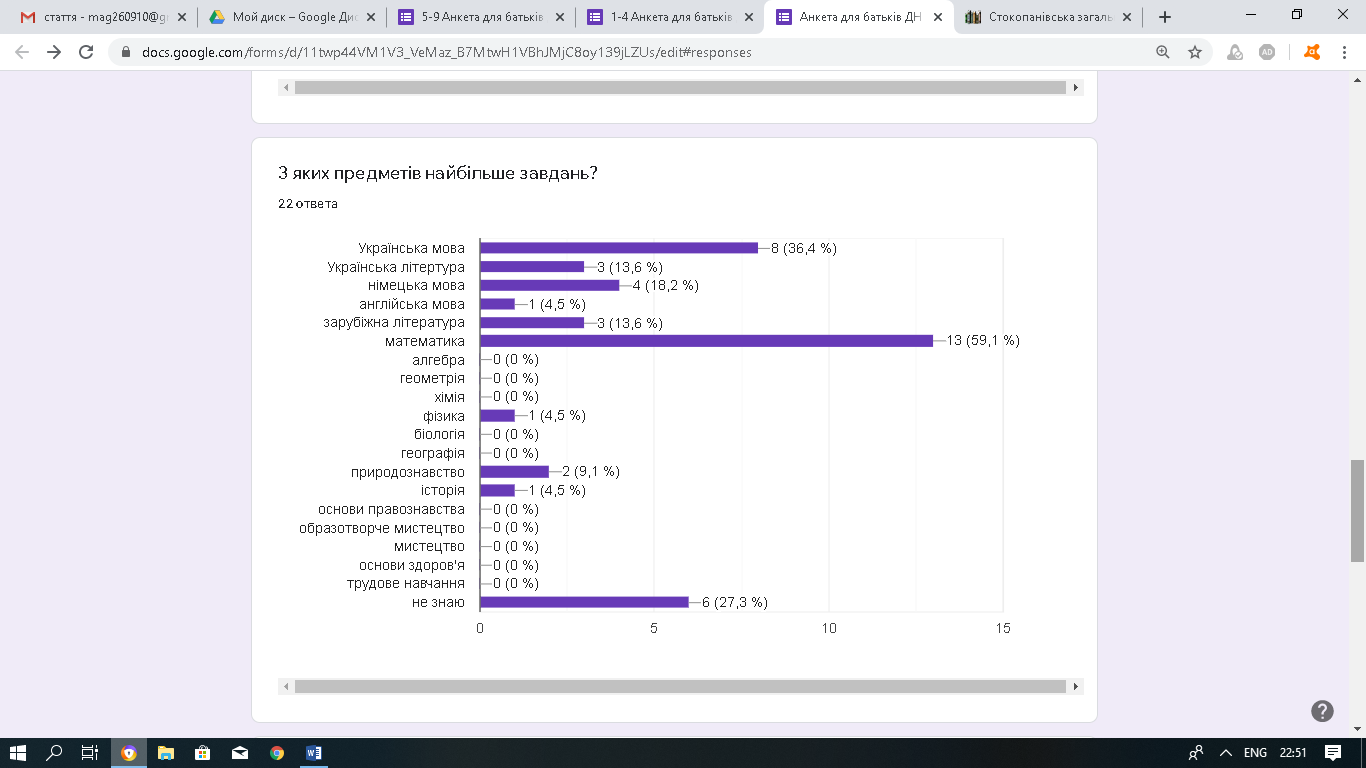 стаття - mag260910@g
Мой диск – Google Дис
5-9 Анкета для батьків
1-4 Анкета для батьків
Анкета для батьків ДН
Стокопанівська загаль
docs.google.com/forms/d/11twp44VM1V3_VeMaz_B7MtwH1VBhJMjC8oy139jLZUs/edit#responses
AD
З яких предметів найбільше завдань?
22 ответа
Українська мова 8 (36,4 %)
Українська літертура 3 (13,6 %)
німецька мова 4 (18,2 %)
англійська мова 1 (4,5 %)
зарубіжна література 3 (13,6 %)
математика 13 (59,1 %)
алгебра 0 (0 %)
геометрія 0 (0 %)
хімія 0 (0 %)
фізика 1 (4,5 %)
біологія 0 (0 %)
географія 0 (0 %)
природознавство 2 (9,1 %)
історія 1 (4,5 %)
основи правознавства 0 (0 %)
образотворче мистецтво 0 (0 %)
мистецтво 0 (0 %)
основи здоров'я 0 (0 %)
трудове навчання 0 (0 %)
не знаю 6 (27,3 %)
0 5 10 15
ENG 22:51